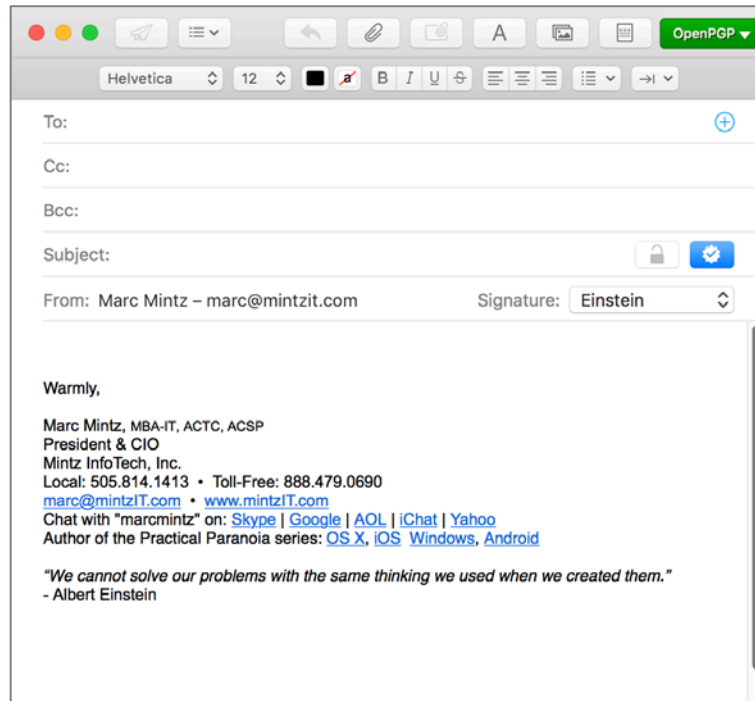 OpenPGP
Helvetica 12 a B I U S
A
To:
Cc:
Bcc:
Subject:
From: Marc Mintz – marc@mintzit.com Signature: Einstein
Warmly,
Marc Mintz, MBA-IT, ACTC, ACSP
President & CIO
Mintz InfoTech, Inc.
Local: 505.814.1413 • Toll-Free: 888.479.0690
marc@mintzIT.com • www.mintzIT.com
Chat with "marcmintz" on: Skype | Google | AOL | iChat | Yahoo
Author of the Practical Paranoia series: OS X, iOS Windows, Android
“We cannot solve our problems with the same thinking we used when we created them.”
- Albert Einstein